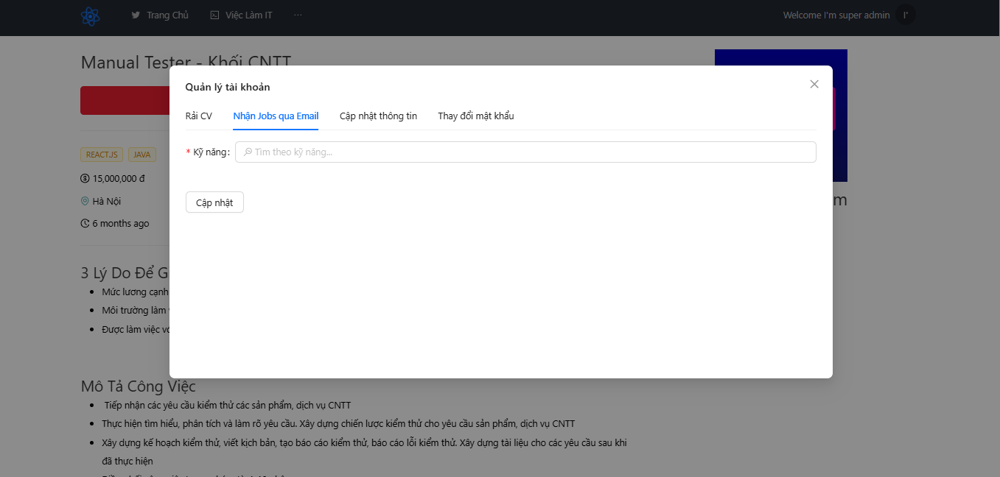 Trang Chủ
Việc Làm IT
...
Welcome I'm super admin
I'
Manual Tester - Khối CNTT
Quản lý tài khoản
Rải CV
Nhận Jobs qua Email
Cập nhật thông tin
Thay đổi mật khẩu
* Kỹ năng:
Tìm theo kỹ năng...
Cập nhật
REACT.JS
JAVA
15,000,000 đ
Hà Nội
6 months ago
3 Lý Do Để G
Mức lương cạnh
Môi trường làm
Được làm việc
Mô Tả Công Việc
Tiếp nhận các yêu cầu kiểm thử các sản phẩm, dịch vụ CNTT
Thực hiện tìm hiểu, phân tích và làm rõ yêu cầu. Xây dựng chiến lược kiểm thử cho yêu cầu sản phẩm, dịch vụ CNTT
Xây dựng kế hoạch kiểm thử, viết kịch bản, tạo báo cáo kiểm thử, báo cáo lỗi kiểm thử. Xây dựng tài liệu cho các yêu cầu sau khi
đã thực hiện